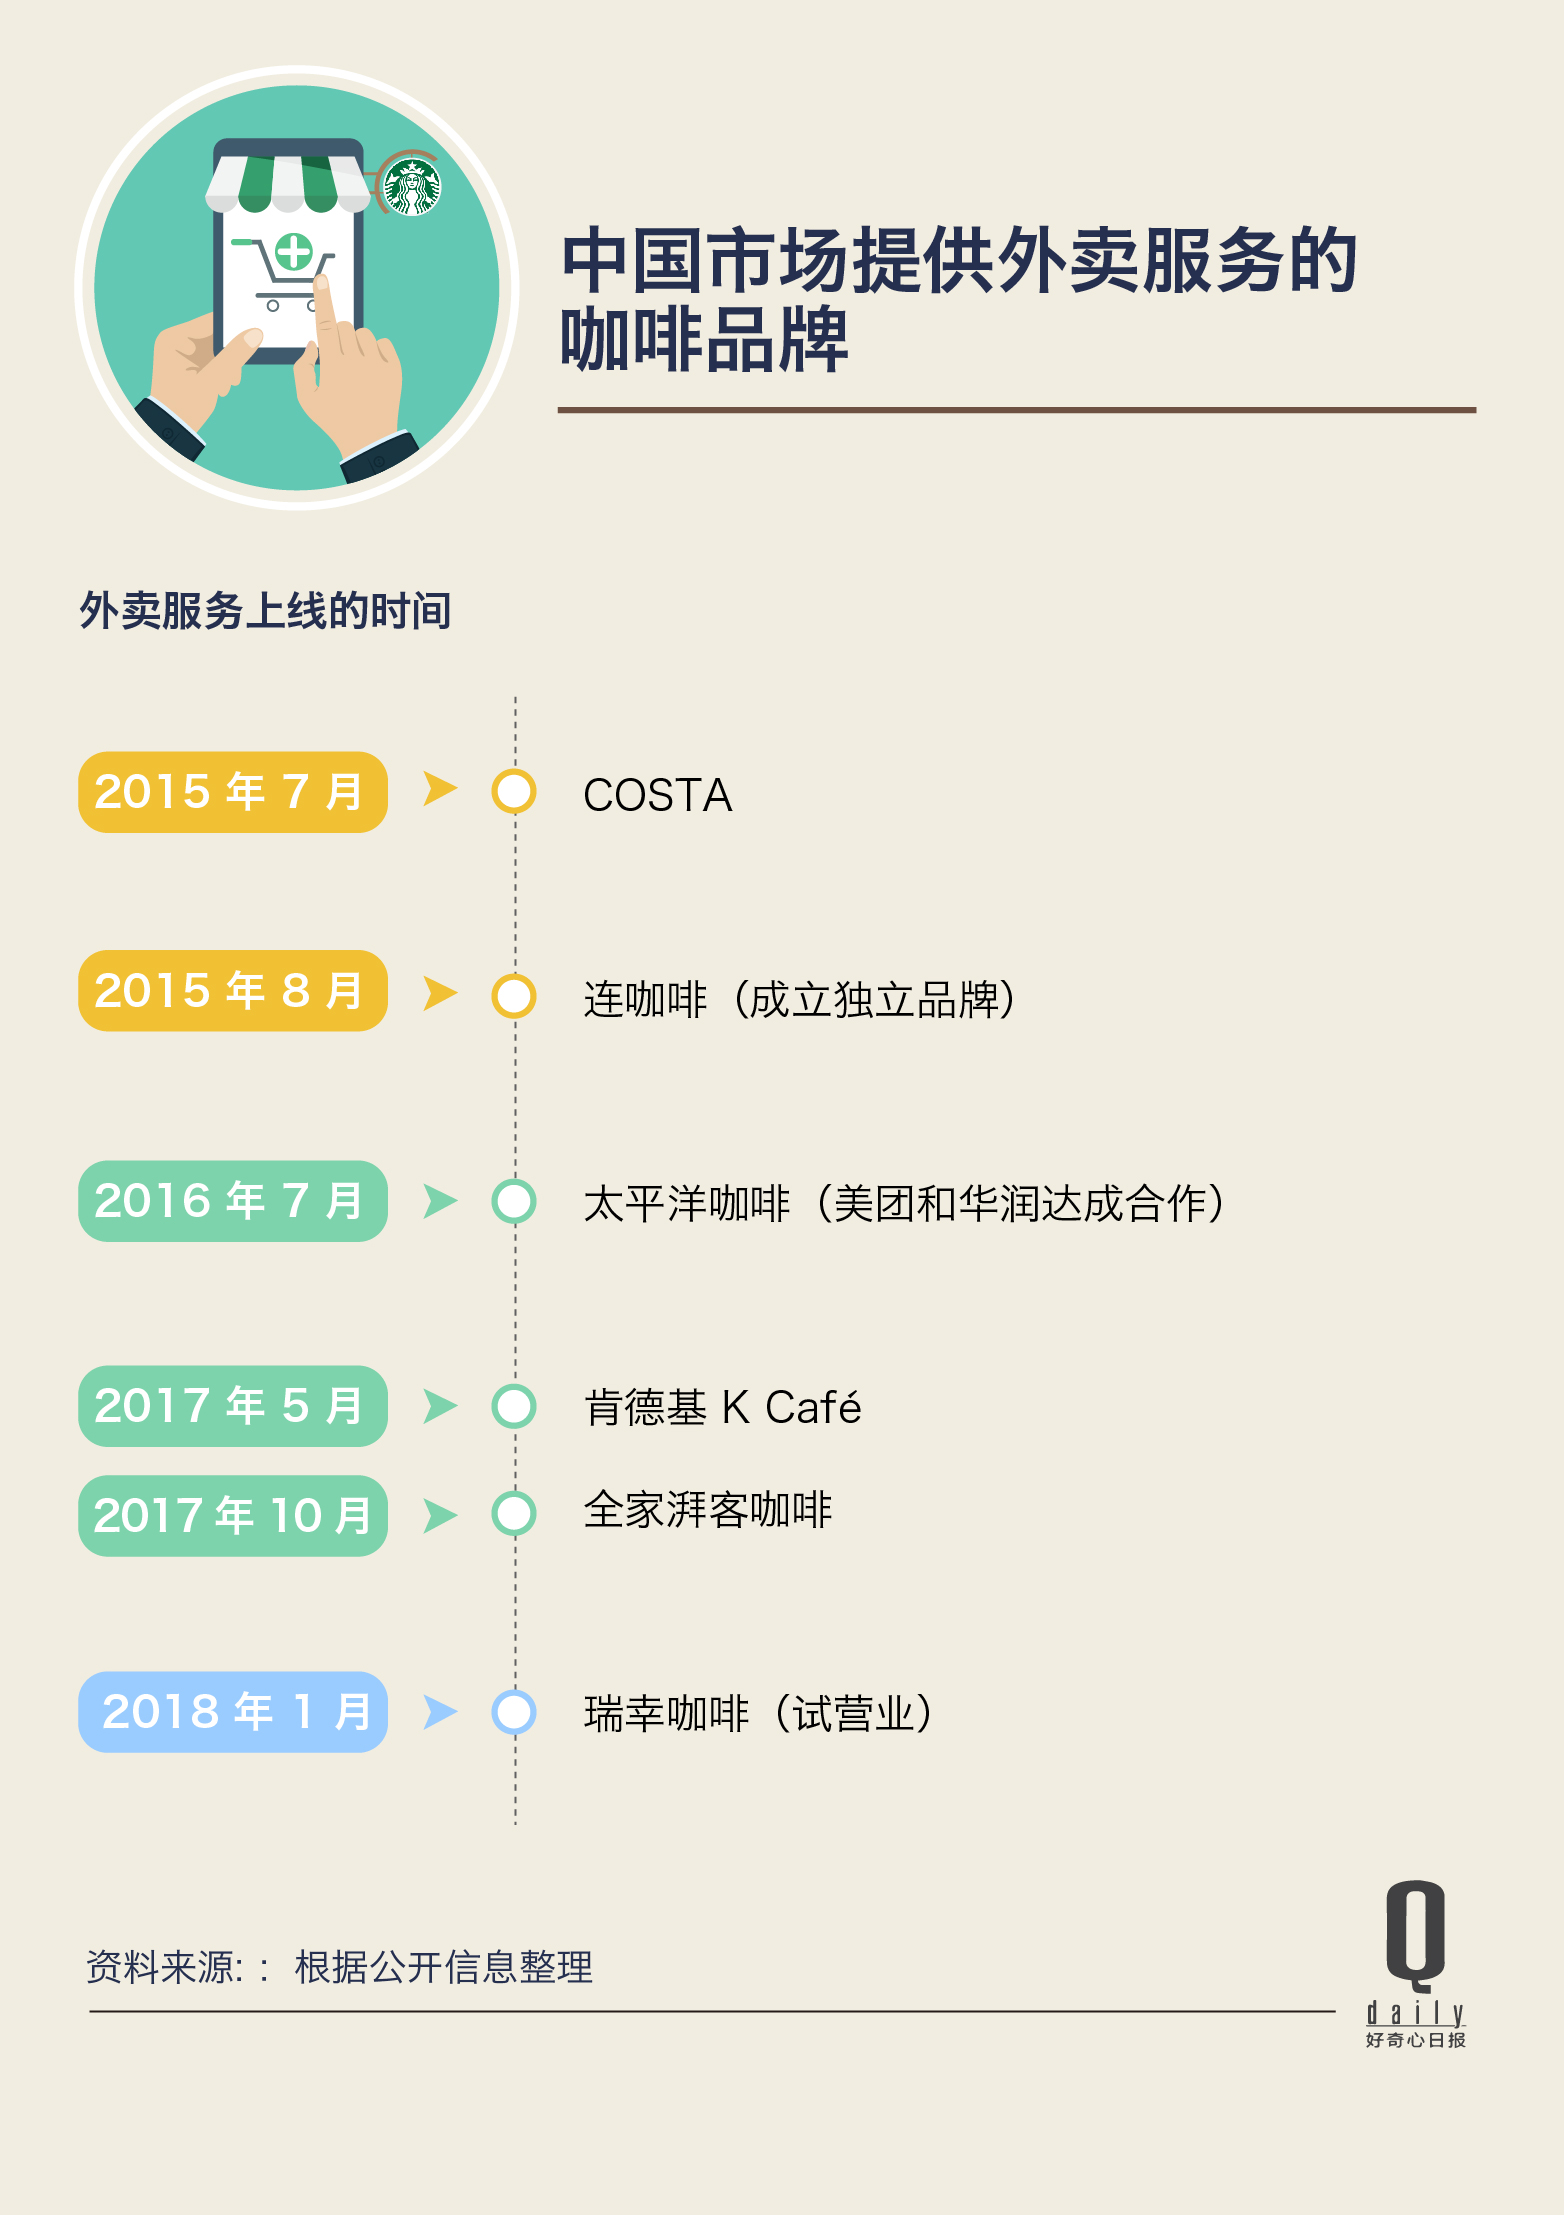 中国市场提供外卖服务的
咖啡品牌
外卖服务上线的时间
2015 年 7 月
COSTA
2015 年 8 月
连咖啡（成立独立品牌）
2016 年 7 月
太平洋咖啡（美团和华润达成合作）
2017 年 5 月
肯德基 K Café
2017 年 10 月
全家湃客咖啡
2018 年 1 月
瑞幸咖啡（试营业）
资料来源: ： 根据公开信息整理
Q
daily
好奇心日报